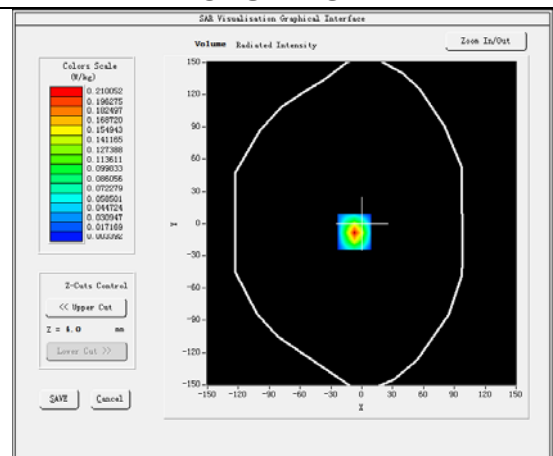 SAR Visualisation Graphical Interface
Volume Radiated Intensity
Zoom In/Out
Colors Scale
(W/kg)
0.210052
0.196275
0.182497
0.168720
0.154943
0.141165
0.127388
0.113611
0.099833
0.086056
0.072279
0.058501
0.044724
0.030947
0.017169
0.003392
150
120
90
60
30
0
-30
-60
-90
-120
-150
Y
-150 -120 -90 -60 -30 0 30 60 90 120 150
X
Z-Cuts Control
<< Upper Cut
Z = 4.0 mm
Lower Cut >>
SAVE Cancel